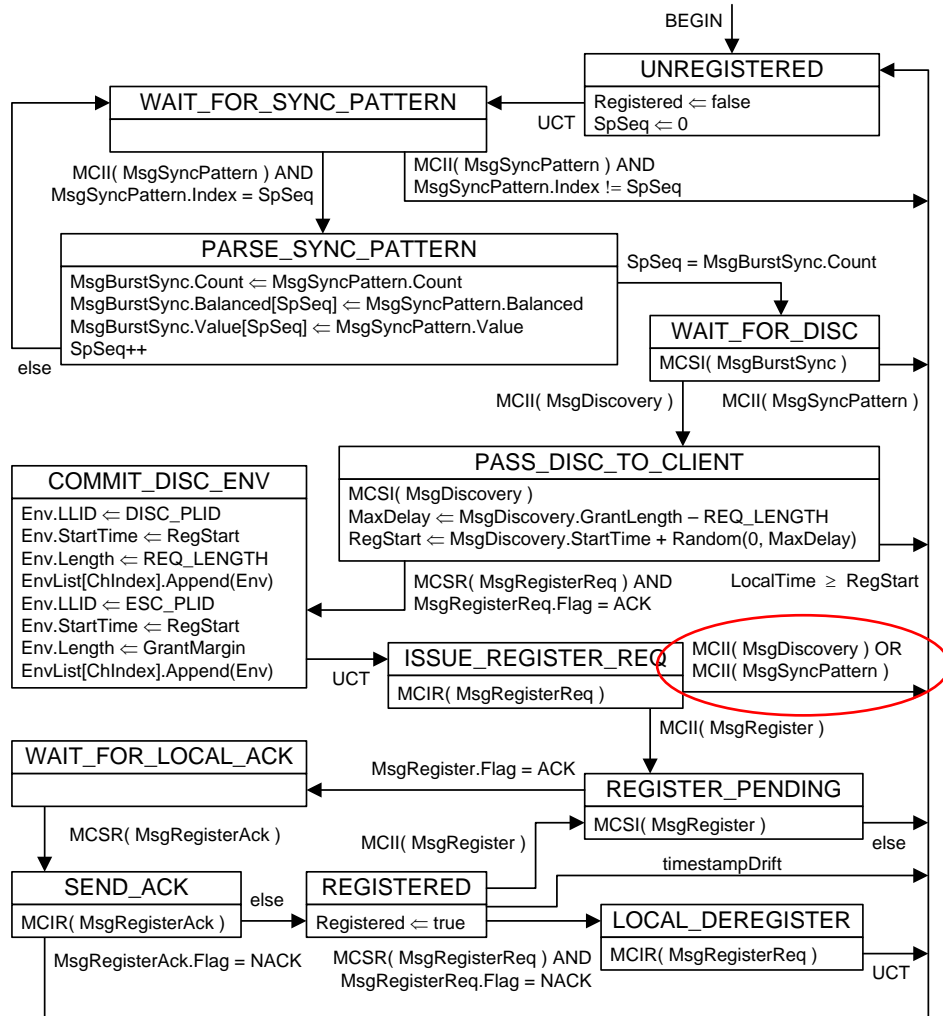 BEGIN
UNREGISTERED
Registered ⇐ false
SpSeq ⇐ 0
UCT
WAIT_FOR_SYNC_PATTERN
MCII( MsgSyncPattern ) AND
MsgSyncPattern.Index = SpSeq
MCII( MsgSyncPattern ) AND
MsgSyncPattern.Index != SpSeq
PARSE_SYNC_PATTERN
MsgBurstSync.Count ⇐ MsgSyncPattern.Count
MsgBurstSync.Balanced[SpSeq] ⇐ MsgSyncPattern.Balanced
MsgBurstSync.Value[SpSeq] ⇐ MsgSyncPattern.Value
SpSeq++
else
SpSeq = MsgBurstSync.Count
WAIT_FOR_DISC
MCSI( MsgBurstSync )
MCII( MsgDiscovery )
MCII( MsgSyncPattern )
PASS_DISC_TO_CLIENT
MCSI( MsgDiscovery )
MaxDelay ⇐ MsgDiscovery.GrantLength – REQ_LENGTH
RegStart ⇐ MsgDiscovery.StartTime + Random(0, MaxDelay)
MCSR( MsgRegisterReq ) AND
MsgRegisterReq.Flag = ACK
LocalTime ≥ RegStart
COMMIT_DISC_ENV
Env.LLID ⇐ DISC_PLID
Env.StartTime ⇐ RegStart
Env.Length ⇐ REQ_LENGTH
EnvList[ChIndex].Append(Env)
Env.LLID ⇐ ESC_PLID
Env.StartTime ⇐ RegStart
Env.Length ⇐ GrantMargin
EnvList[ChIndex].Append(Env)
UCT
ISSUE_REGISTER_REQ
MCIR( MsgRegisterReq )
MCII( MsgDiscovery ) OR
MCII( MsgSyncPattern )
MCII( MsgRegister )
WAIT_FOR_LOCAL_ACK
MsgRegister.Flag = ACK
REGISTER_PENDING
MCSI( MsgRegister )
else
MCSR( MsgRegisterAck )
MCII( MsgRegister )
timestampDrift
SEND_ACK
MCIR( MsgRegisterAck )
else
REGISTERED
Registered ⇐ true
LOCAL_DEREGISTER
MCIR( MsgRegisterReq )
MsgRegisterAck.Flag = NACK
MCSR( MsgRegisterReq ) AND
MsgRegisterReq.Flag = NACK
UCT